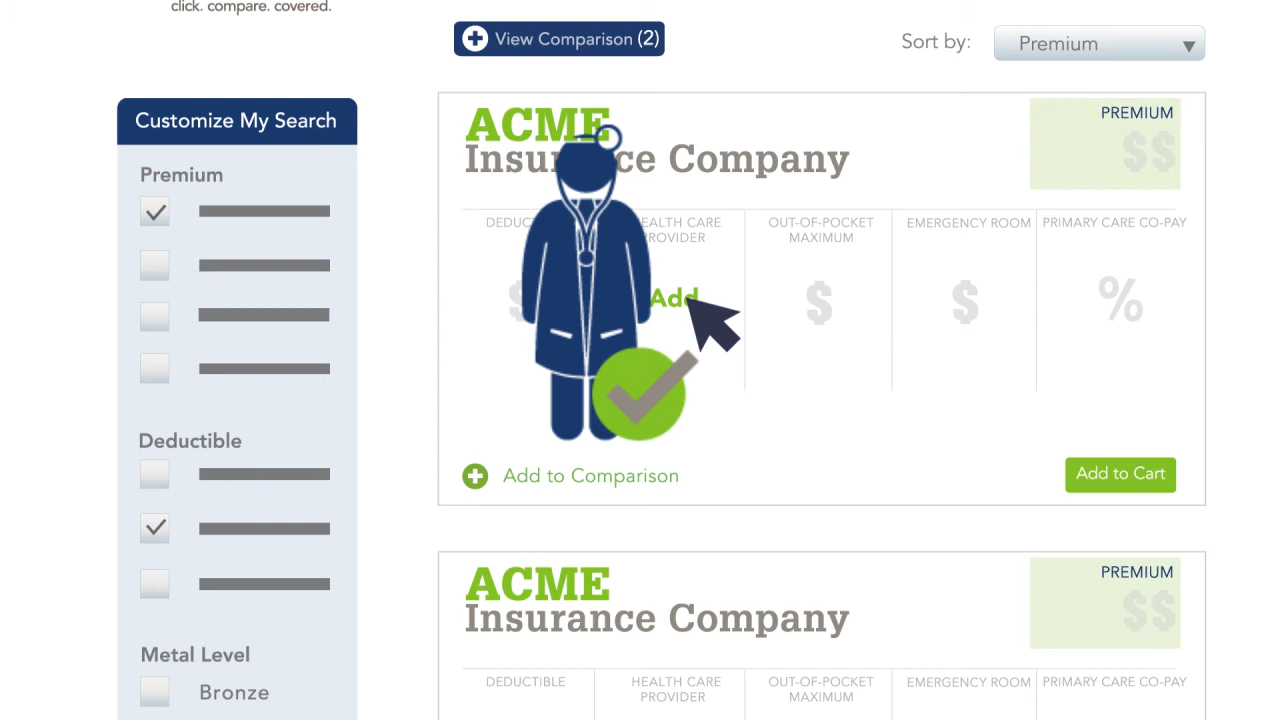 click. compare. covered.
View Comparison (2)
Sort by:
Premium
Customize My Search
Premium
Deductible
Metal Level
Bronze
ACME
Insurance Company
PREMIUM
$$
HEALTH CARE
PROVIDER
OUT-OF-POCKET
MAXIMUM
EMERGENCY ROOM
PRIMARY CARE CO-PAY
$
Add
$
$
%
Add to Comparison
Add to Cart
ACME
Insurance Company
PREMIUM
$$
DEDUCTIBLE
HEALTH CARE
PROVIDER
OUT-OF-POCKET
MAXIMUM
EMERGENCY ROOM
PRIMARY CARE CO-PAY